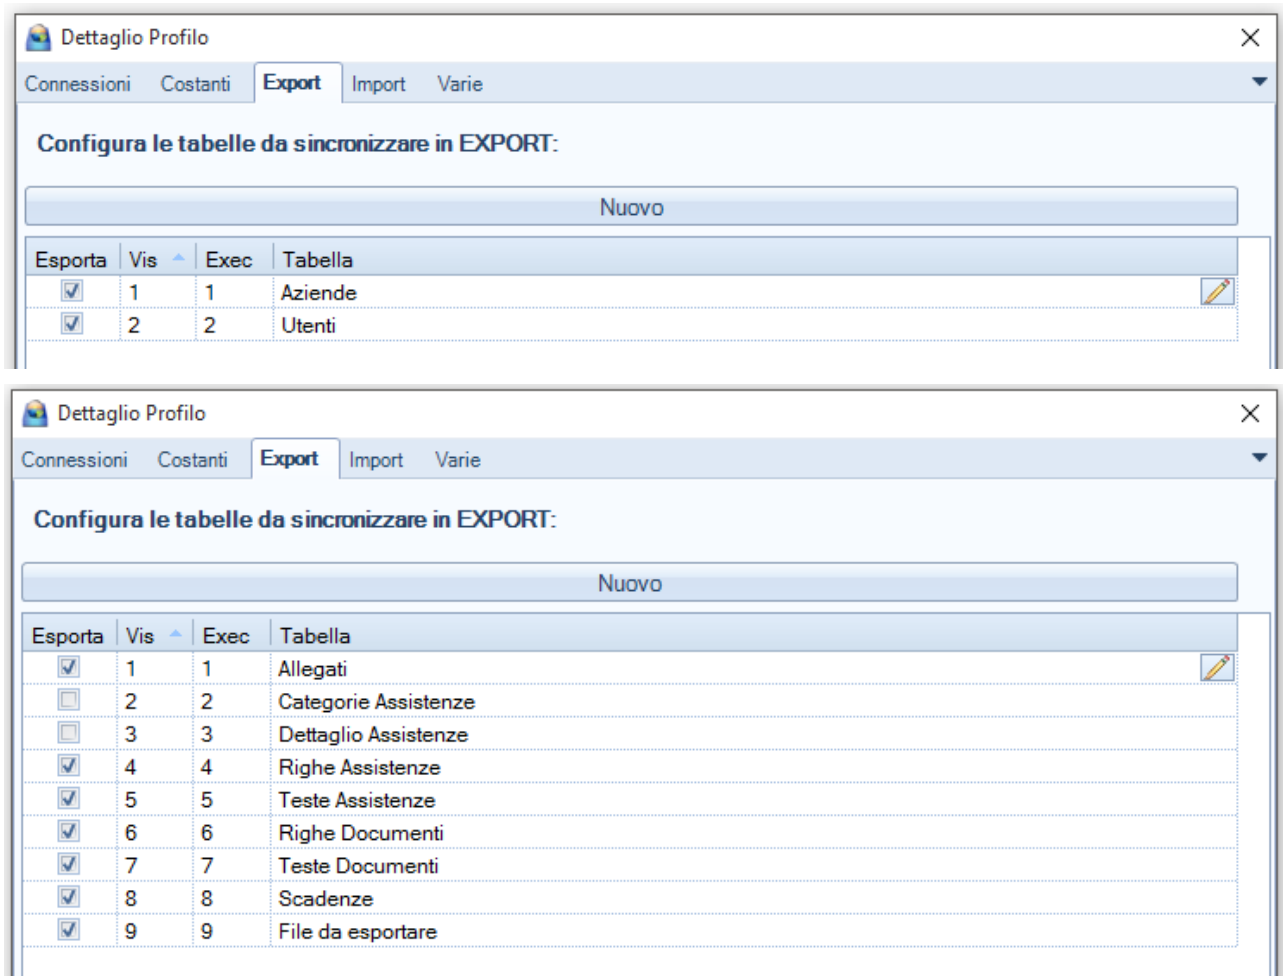 Dettaglio Profilo
Connessioni Costanti Export Import Varie
Configura le tabelle da sincronizzare in EXPORT:
Nuovo
Esporta Vis Exec Tabella
1 1 Aziende
2 2 Utenti
Dettaglio Profilo
Connessioni Costanti Export Import Varie
Configura le tabelle da sincronizzare in EXPORT:
Nuovo
Esporta Vis Exec Tabella
1 1 Allegati
2 2 Categorie Assistenze
3 3 Dettaglio Assistenze
4 4 Righe Assistenze
5 5 Teste Assistenze
6 6 Righe Documenti
7 7 Teste Documenti
8 8 Scadenze
9 9 File da esportare